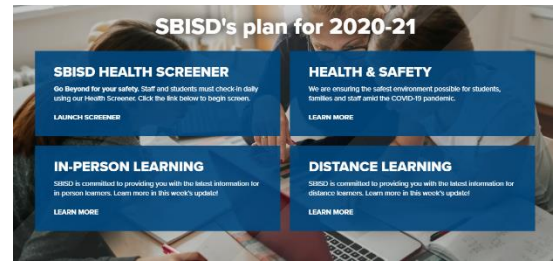 SBISD's plan for 2020-21
SBISD HEALTH SCREENER
Go Beyond for your safety. Staff and students must check-in daily
using our Health Screener. Click the link below to begin screen.
LAUNCH SCREENER
HEALTH & SAFETY
We are ensuring the safest environment possible for students,
families and staff amid the COVID-19 pandemic.
LEARN MORE
IN-PERSON LEARNING
SBISD is committed to providing you with the latest information for
in person learners. Learn more in this week's update!
LEARN MORE
DISTANCE LEARNING
SBISD is committed to providing you with the latest information for
distance learners. Learn more in this week's update!
LEARN MORE